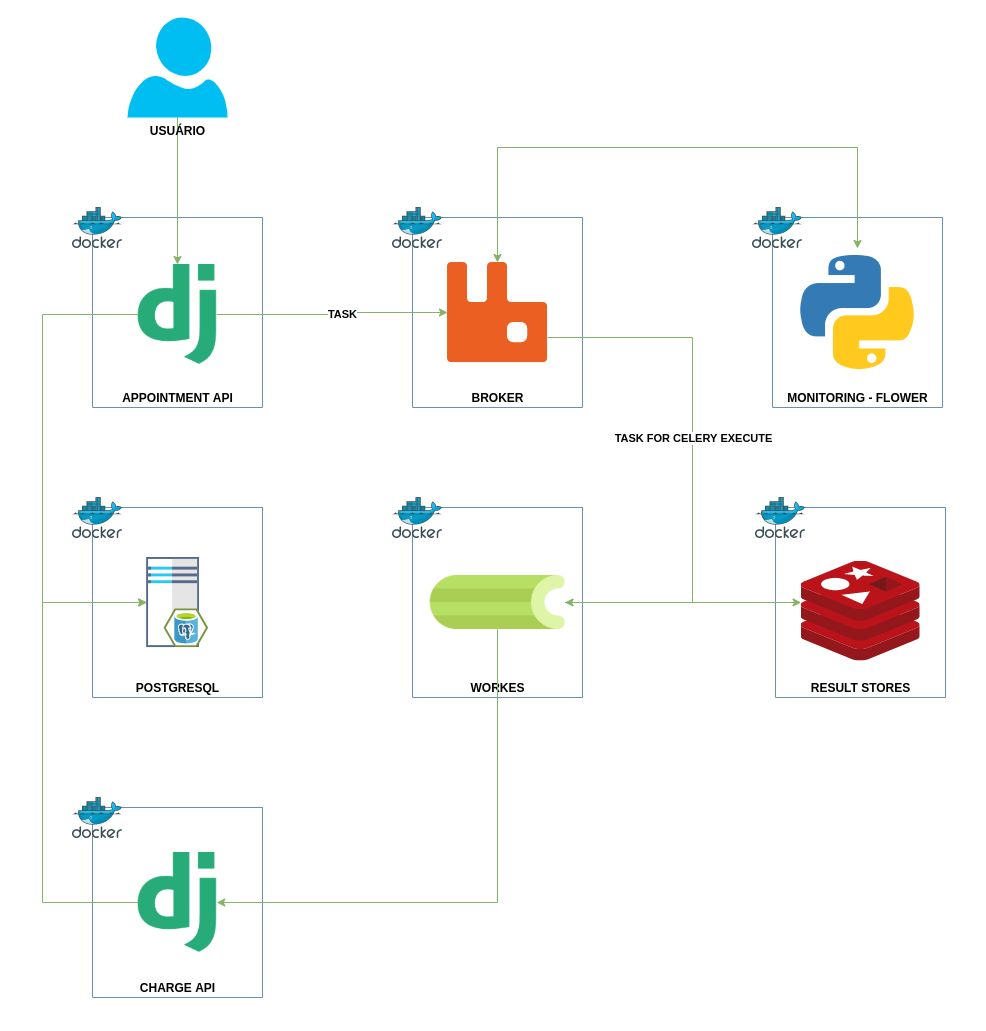 USUÁRIO
docker
docker
docker
dj
TASK
APPOINTMENT API
BROKER
MONITORING - FLOWER
TASK FOR CELERY EXECUTE
docker
docker
docker
POSTGRESQL
WORKES
RESULT STORES
docker
dj
CHARGE API